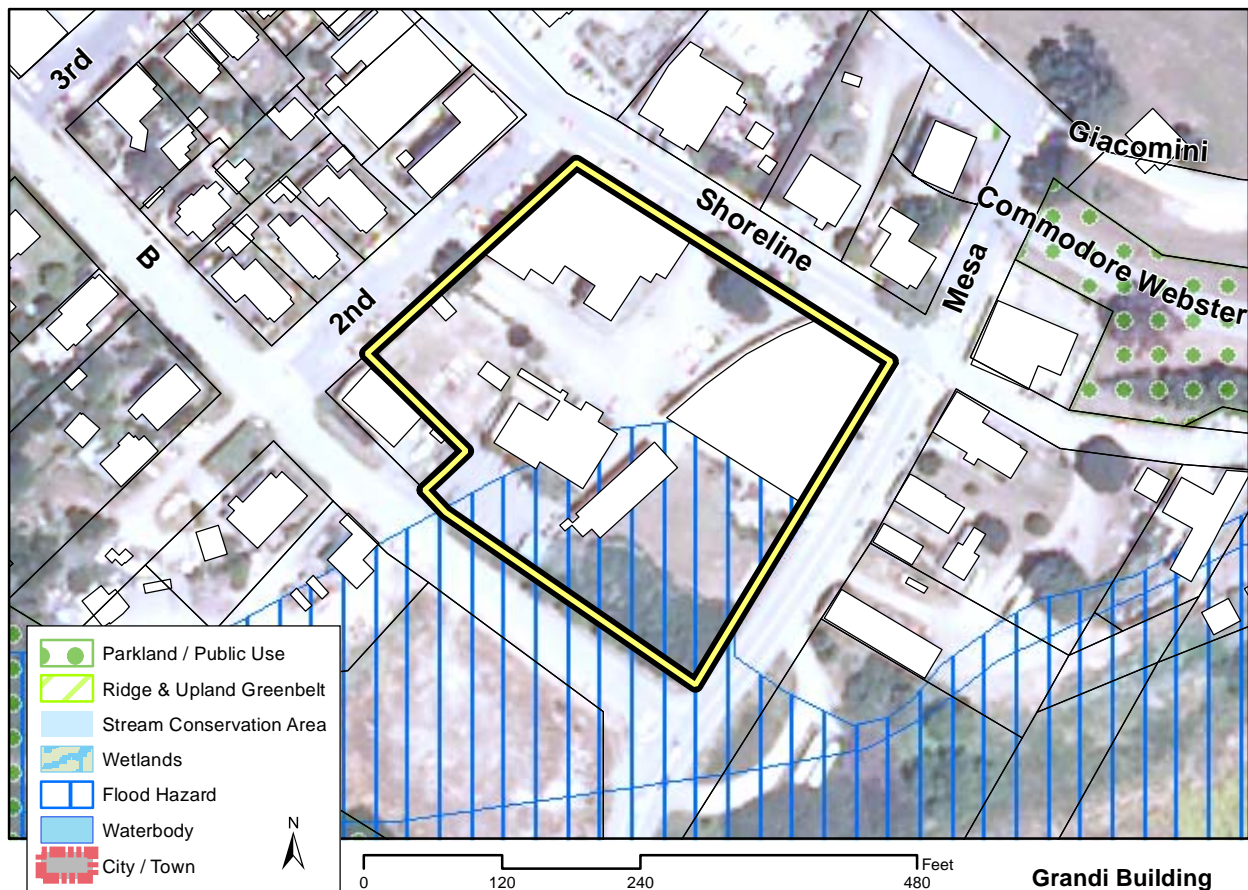 3rd
Giacomini
Shoreline
Commodore Webster
B
Mesa
2nd
Parkland / Public Use
Ridge & Upland Greenbelt
Stream Conservation Area
Wetlands
Flood Hazard
Waterbody
City / Town
N
Feet
0 120 240 480
Grandi Building